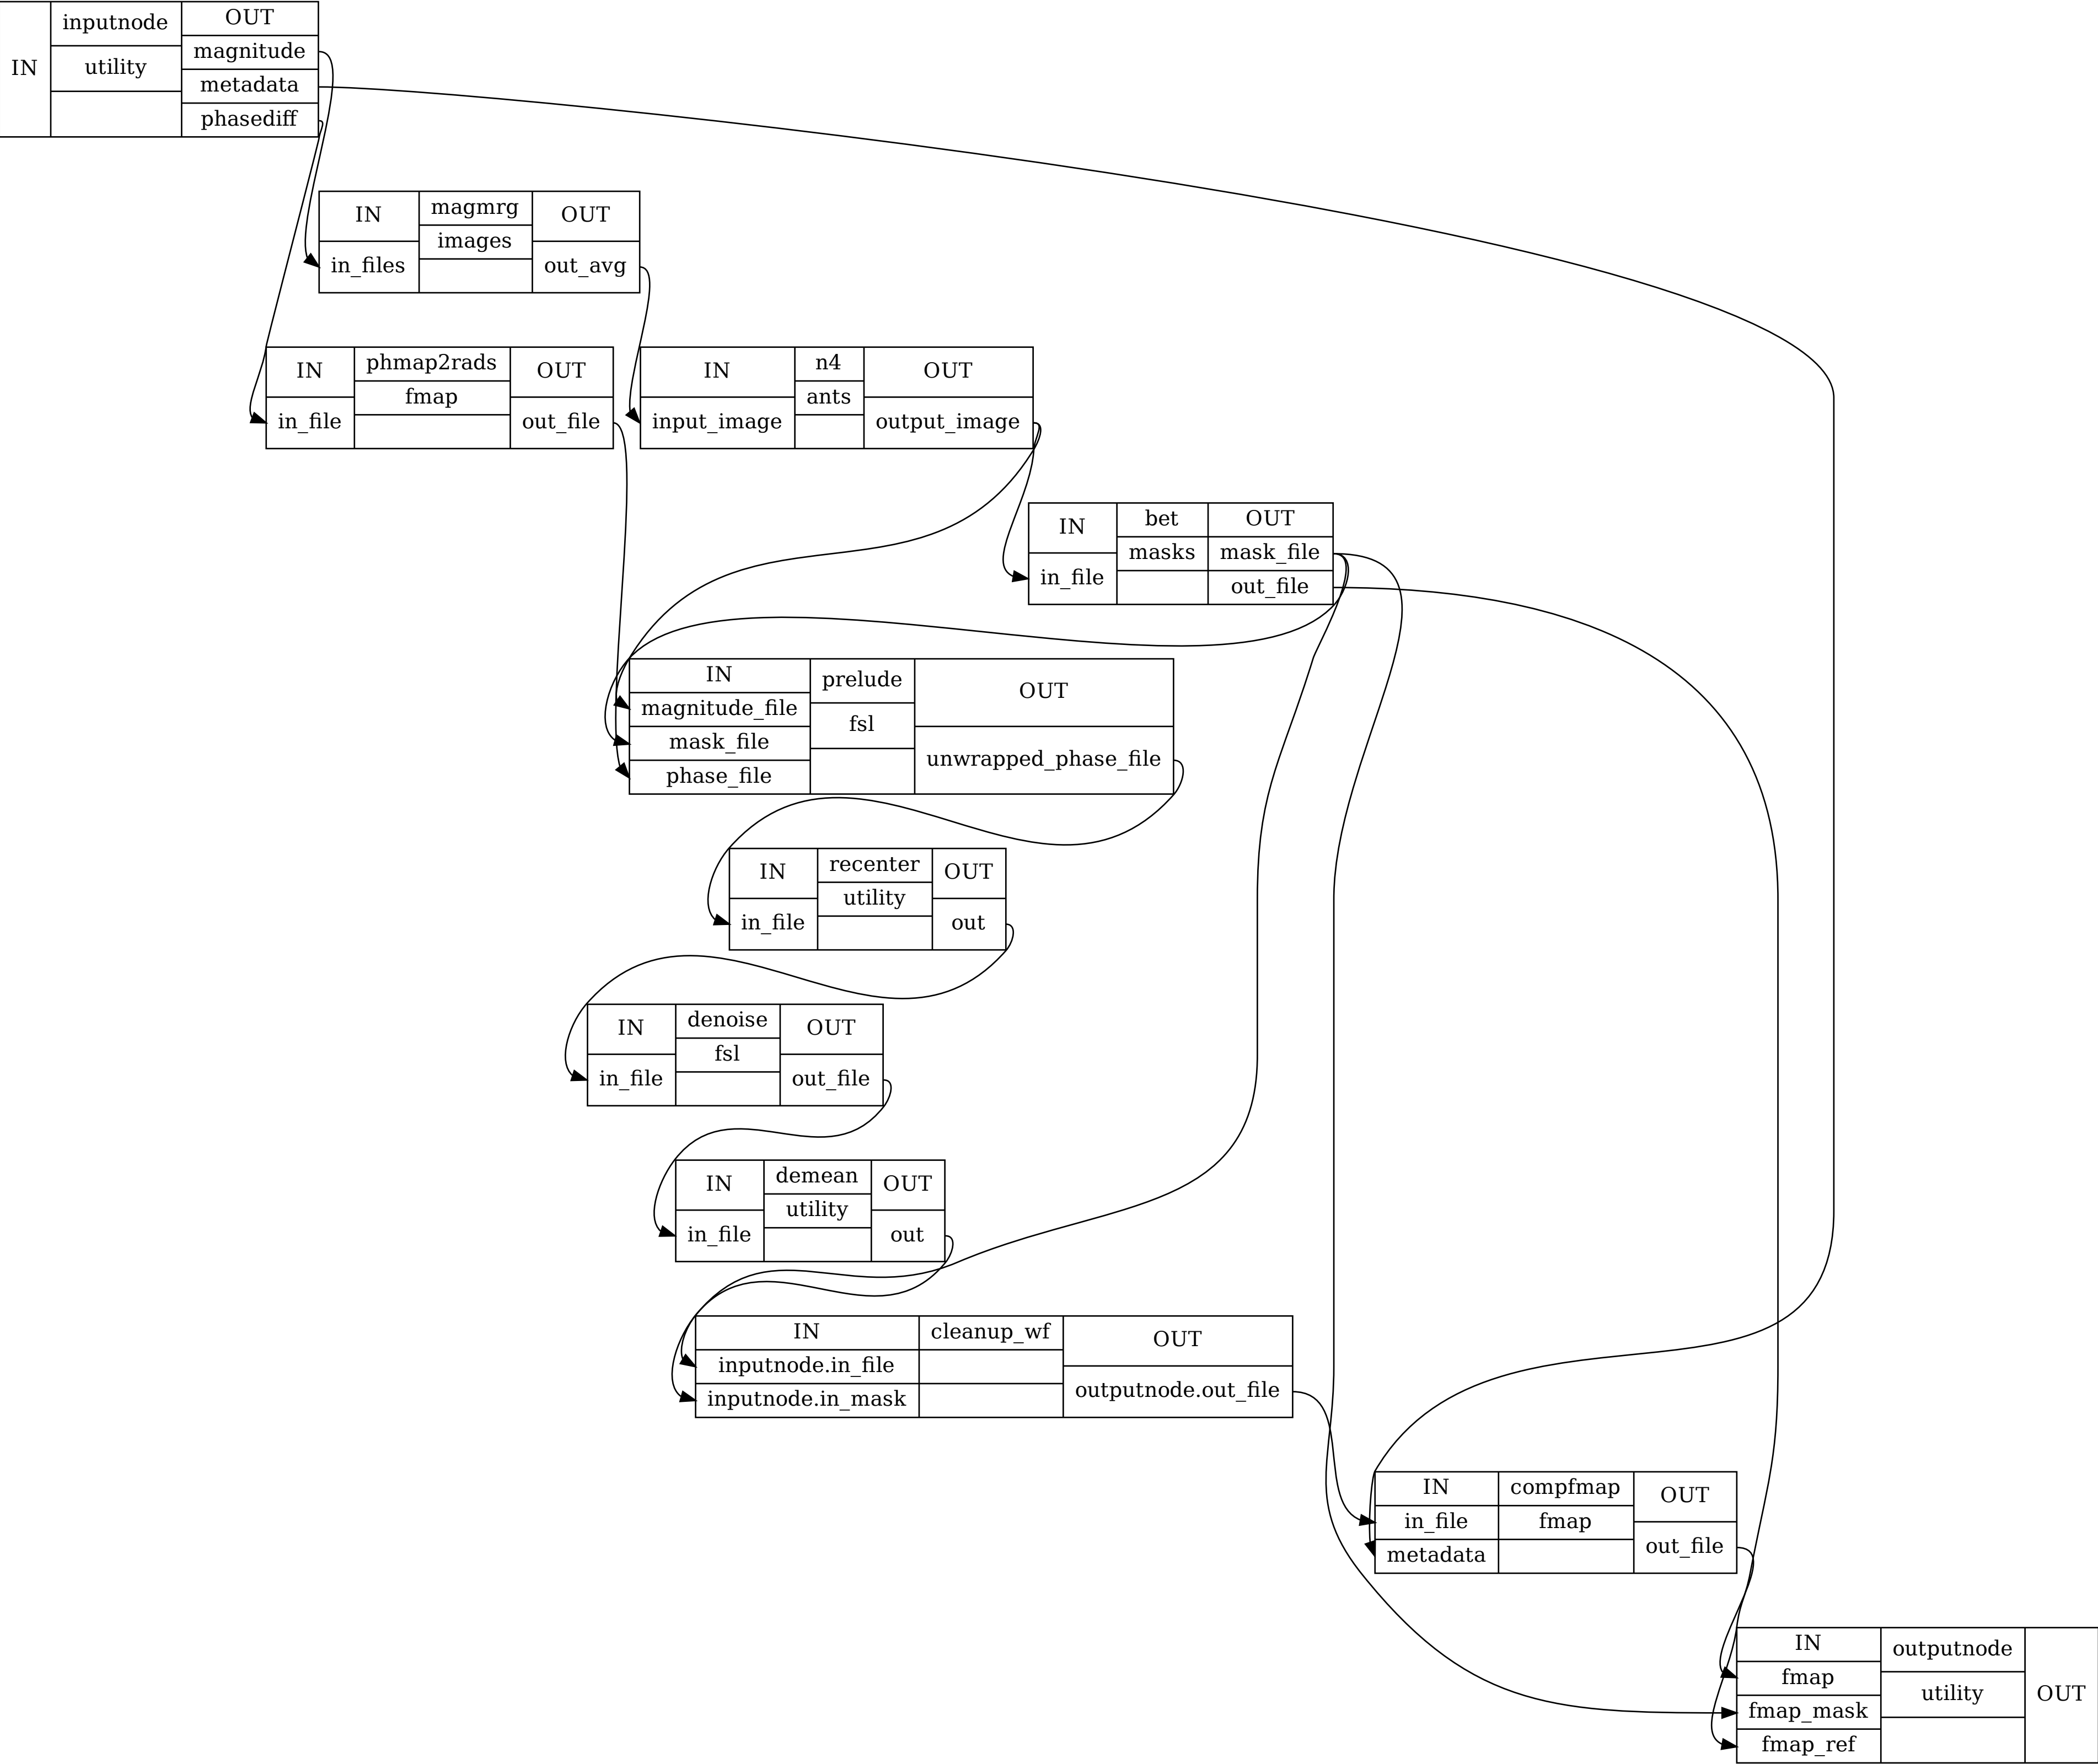 IN
inputnode
utility
OUT
magnitude
metadata
phasediff
IN
in_files
magmrg
images
OUT
out_avg
IN
in_file
phmap2rads
fmap
OUT
out_file
IN
input_image
n4
ants
OUT
output_image
IN
in_file
bet
masks
OUT
mask_file
out_file
IN
magnitude_file
mask_file
phase_file
prelude
fsl
OUT
unwrapped_phase_file
IN
in_file
recenter
utility
OUT
out
IN
in_file
denoise
fsl
OUT
out_file
IN
in_file
demean
utility
OUT
out
IN
inputnode.in_file
inputnode.in_mask
cleanup_wf
OUT
outputnode.out_file
IN
in_file
metadata
compfmap
fmap
OUT
out_file
IN
fmap
fmap_mask
fmap_ref
outputnode
utility
OUT